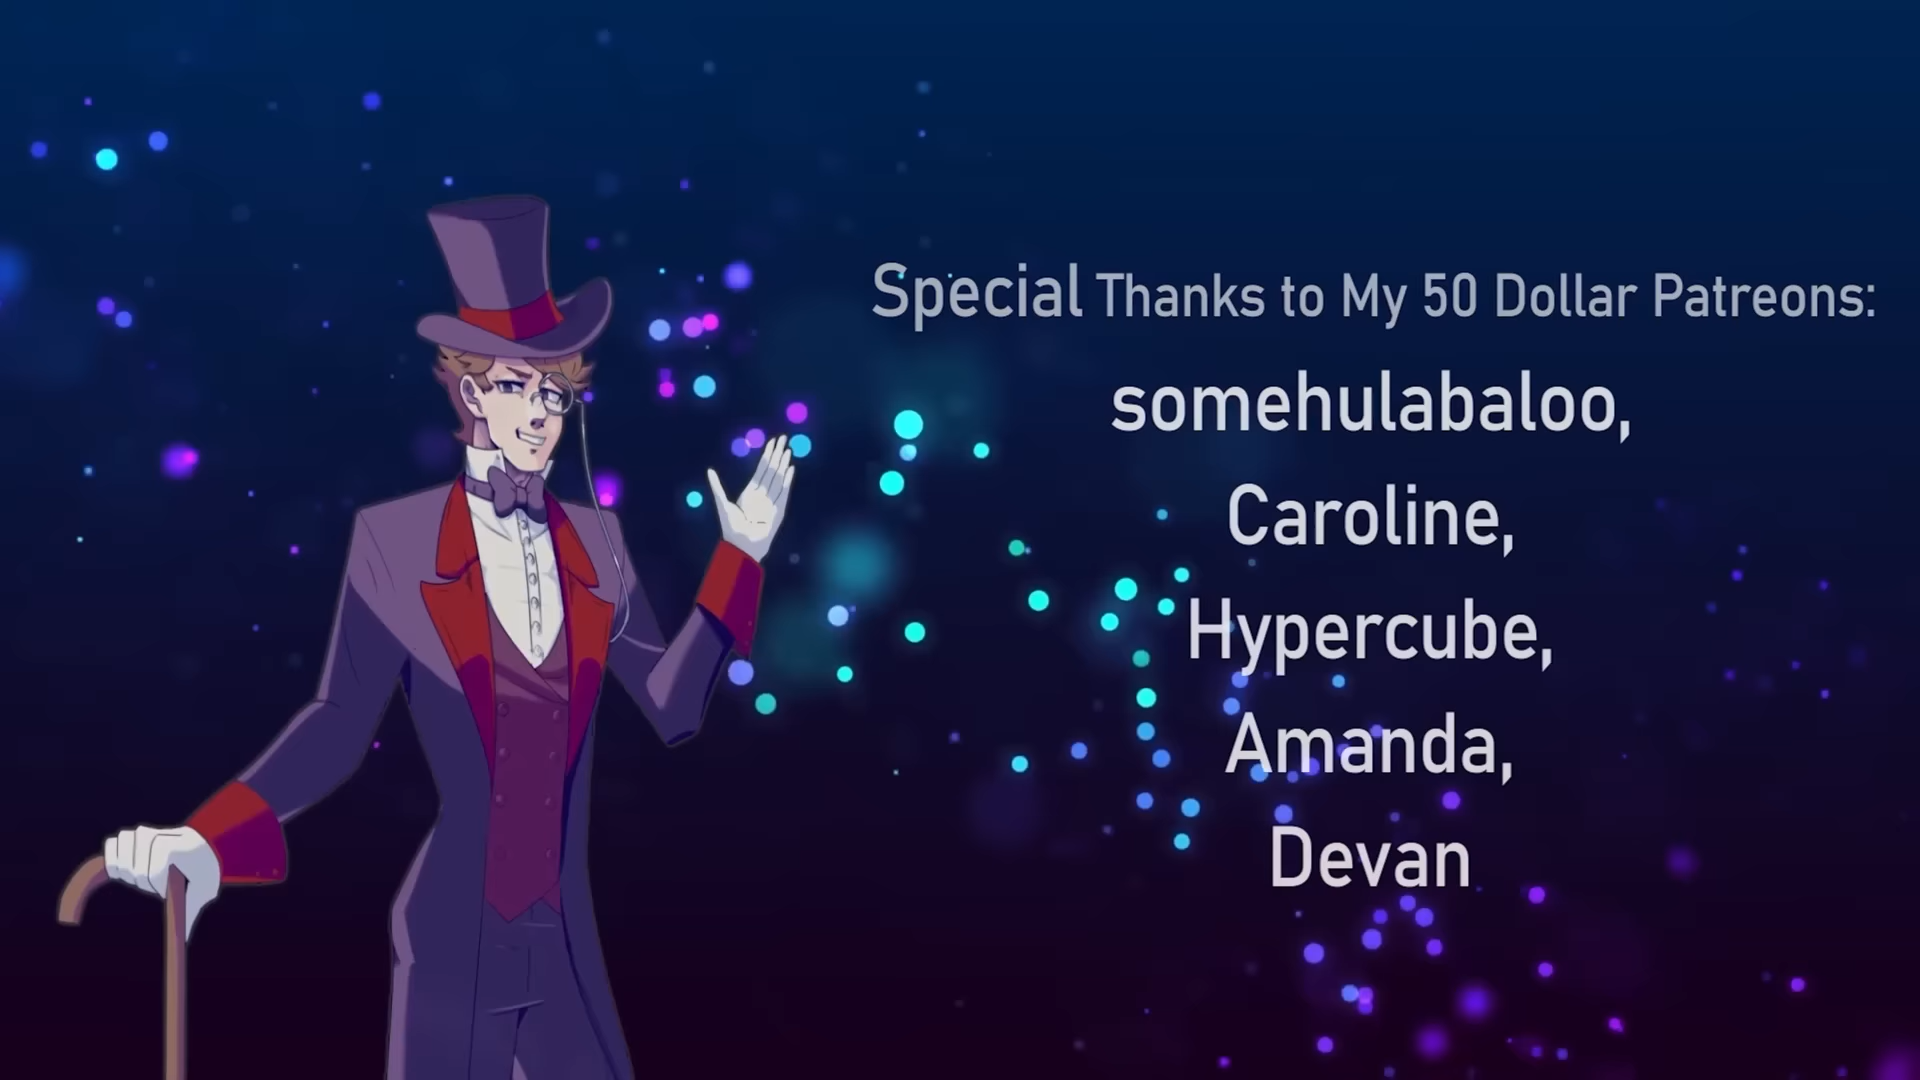 Special Thanks to My 50 Dollar Patreons:
somehulabaloo,
Caroline,
Hypercube,
Amanda,
Devan